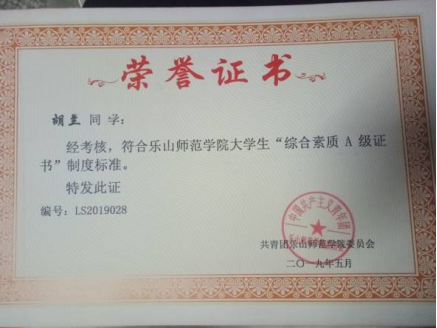 荣誉证书
胡兰 同学：
经考核，符合乐山师范学院大学生“综合素质 A 级证
书”制度标准。
特发此证
编号：LS2019028
共青团乐山师范学院委员会
二〇一九年五月